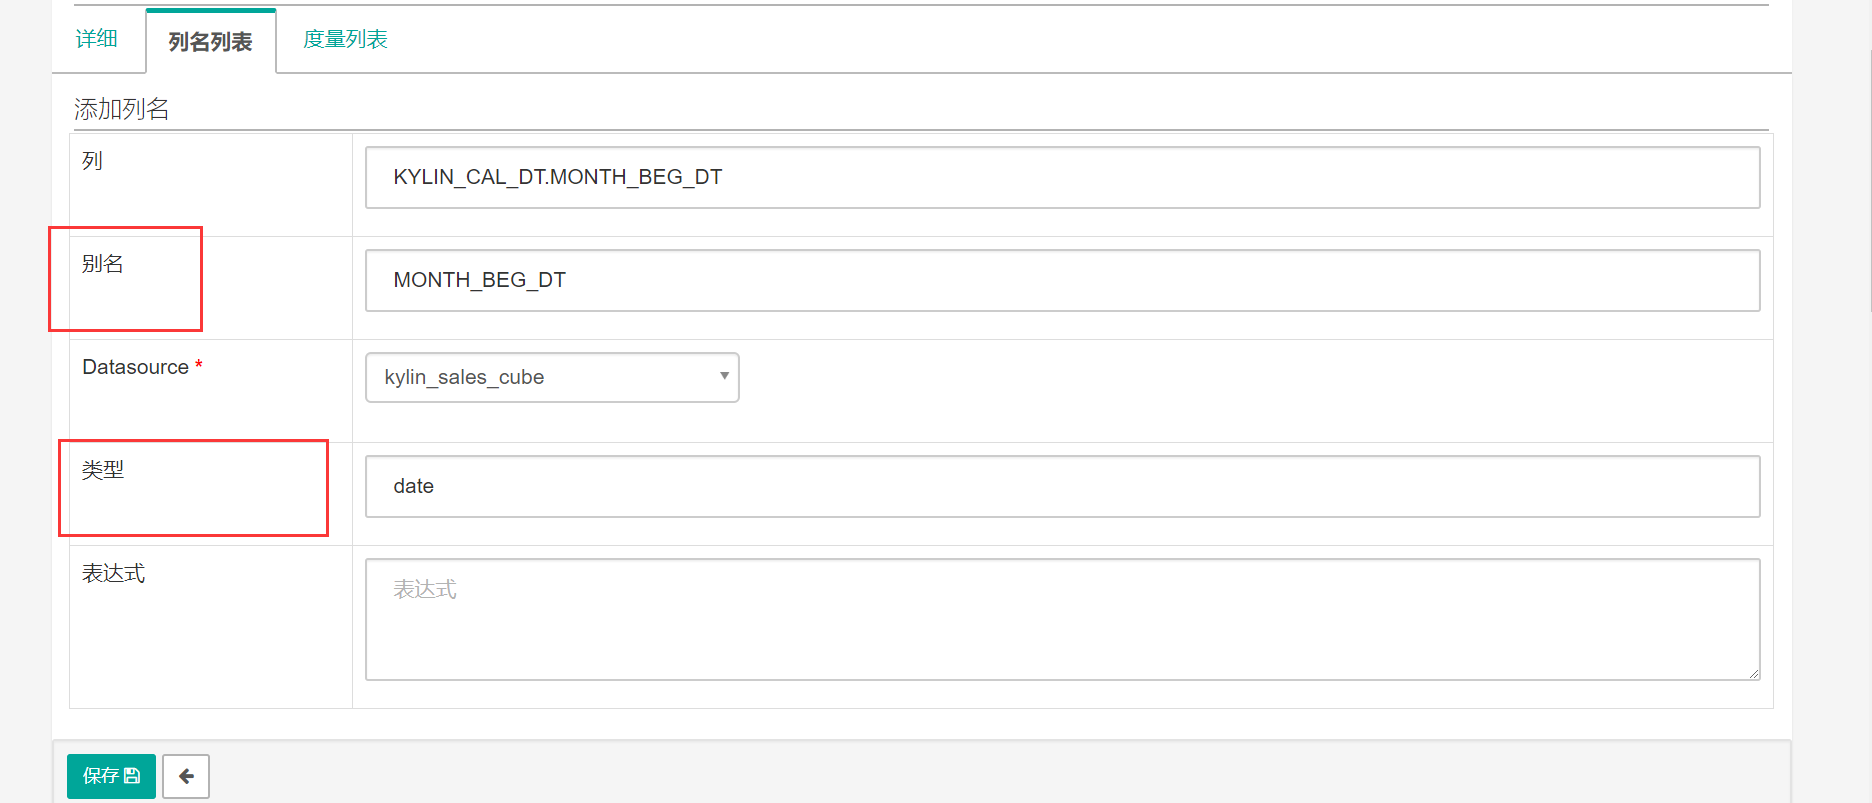 详细 列名列表 度量列表
添加列名
列 KYLIN_CAL_DT.MONTH_BEG_DT
别名 MONTH_BEG_DT
Datasource * kylin_sales_cube
类型 date
表达式 表达式
保存